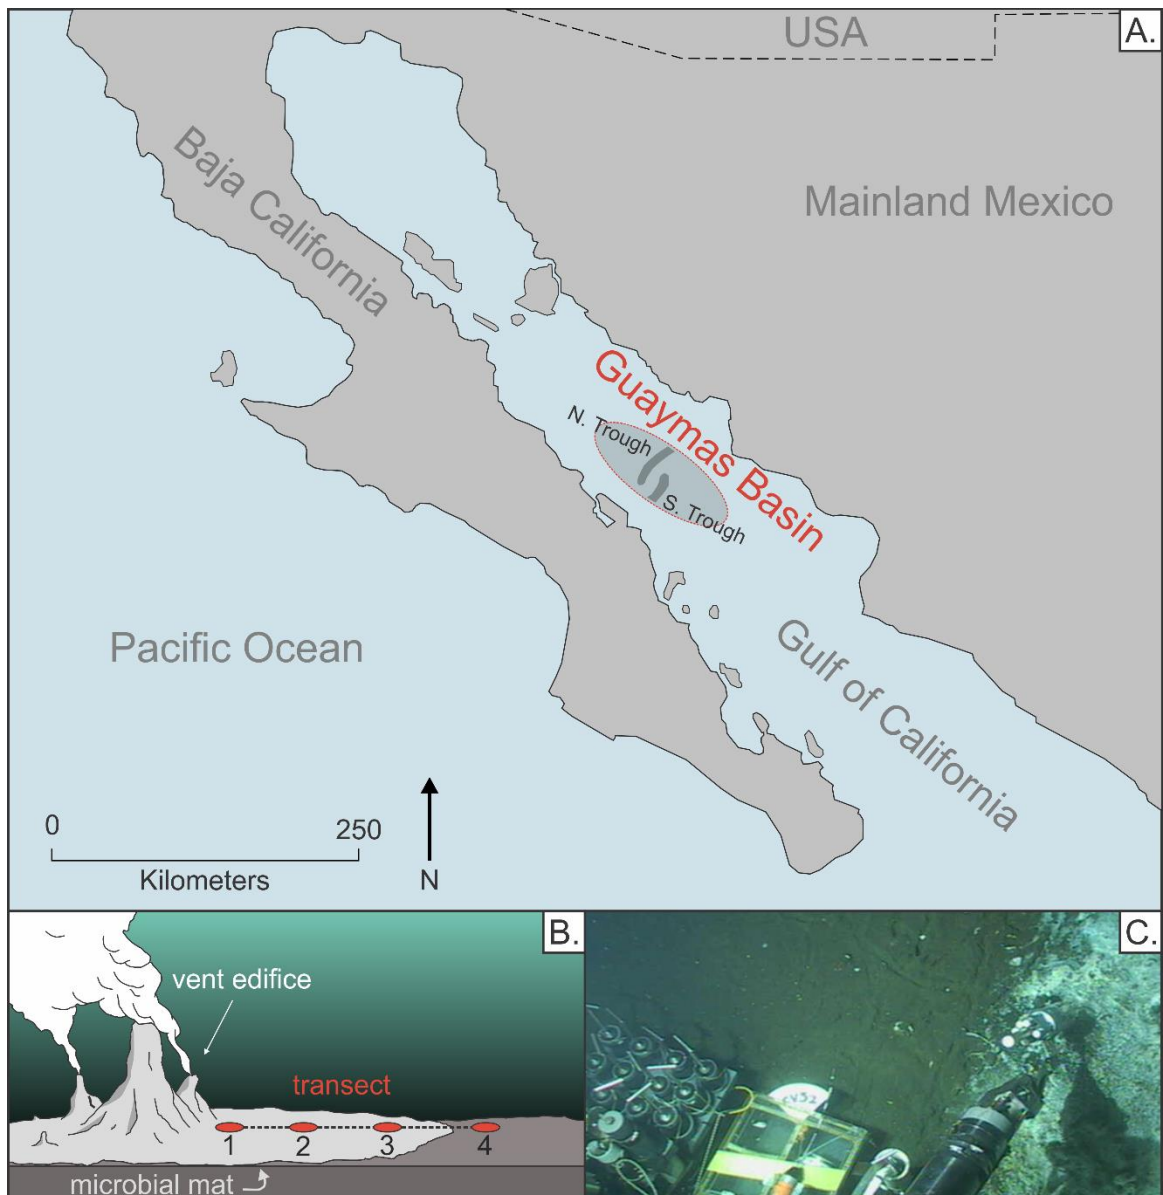 A.
USA
Baja California
Mainland Mexico
Guaymas Basin
N. Trough
S. Trough
Pacific Ocean
Gulf of California
0 250
Kilometers
N
B.
vent edifice
transect
1 2 3 4
microbial mat
C.